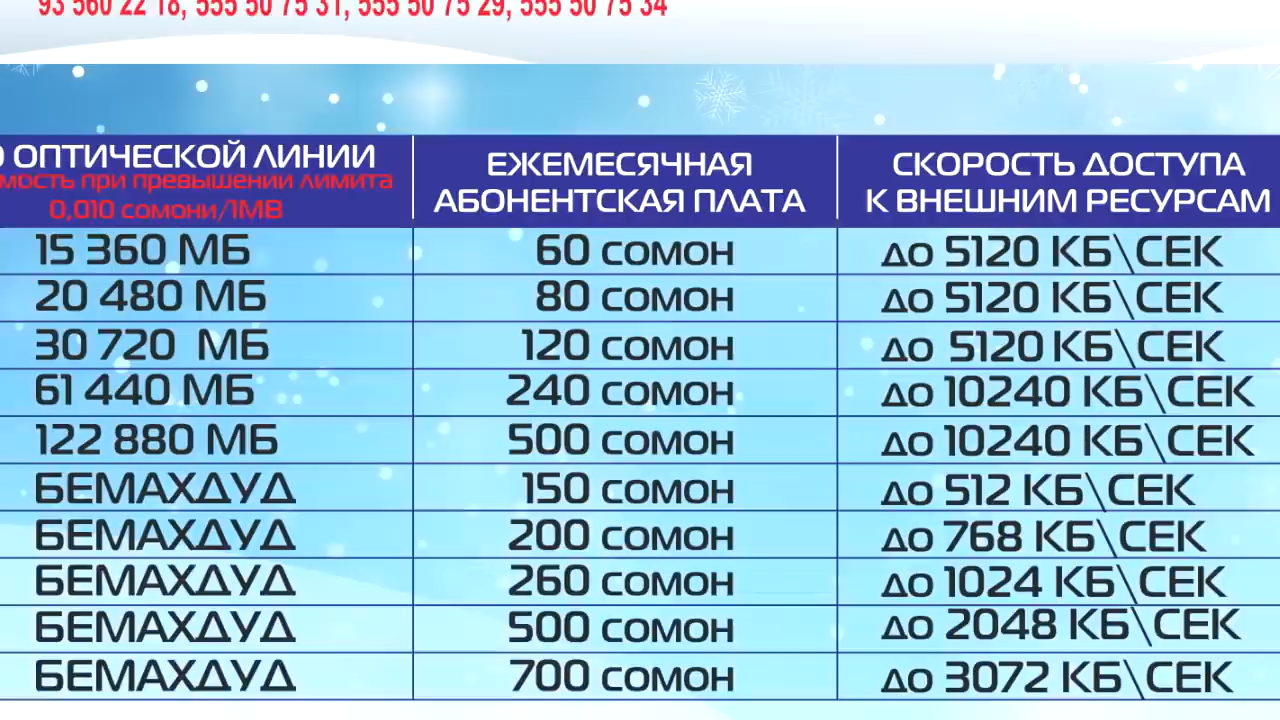 93 560 22 18, 555 50 75 31, 555 50 75 29, 555 50 75 34
ОПТИЧЕСКОЙ ЛИНИИ
при превышении лимита
0,010 сомони/1МВ
ЕЖЕМЕСЯЧНАЯ
АБОНЕНТСКАЯ ПЛАТА
СКОРОСТЬ ДОСТУПА
К ВНЕШНИМ РЕСУРСАМ
15 360 МБ 60 сомон до 5120 КБ\СЕК
20 480 МБ 80 сомон до 5120 КБ\СЕК
30 720 МБ 120 сомон до 5120 КБ\СЕК
61 440 МБ 240 сомон до 10240 КБ\СЕК
122 880 МБ 500 сомон до 10240 КБ\СЕК
БЕМАХДУД 150 сомон до 512 КБ\СЕК
БЕМАХДУД 200 сомон до 768 КБ\СЕК
БЕМАХДУД 260 сомон до 1024 КБ\СЕК
БЕМАХДУД 500 сомон до 2048 КБ\СЕК
БЕМАХДУД 700 сомон до 3072 КБ\СЕК